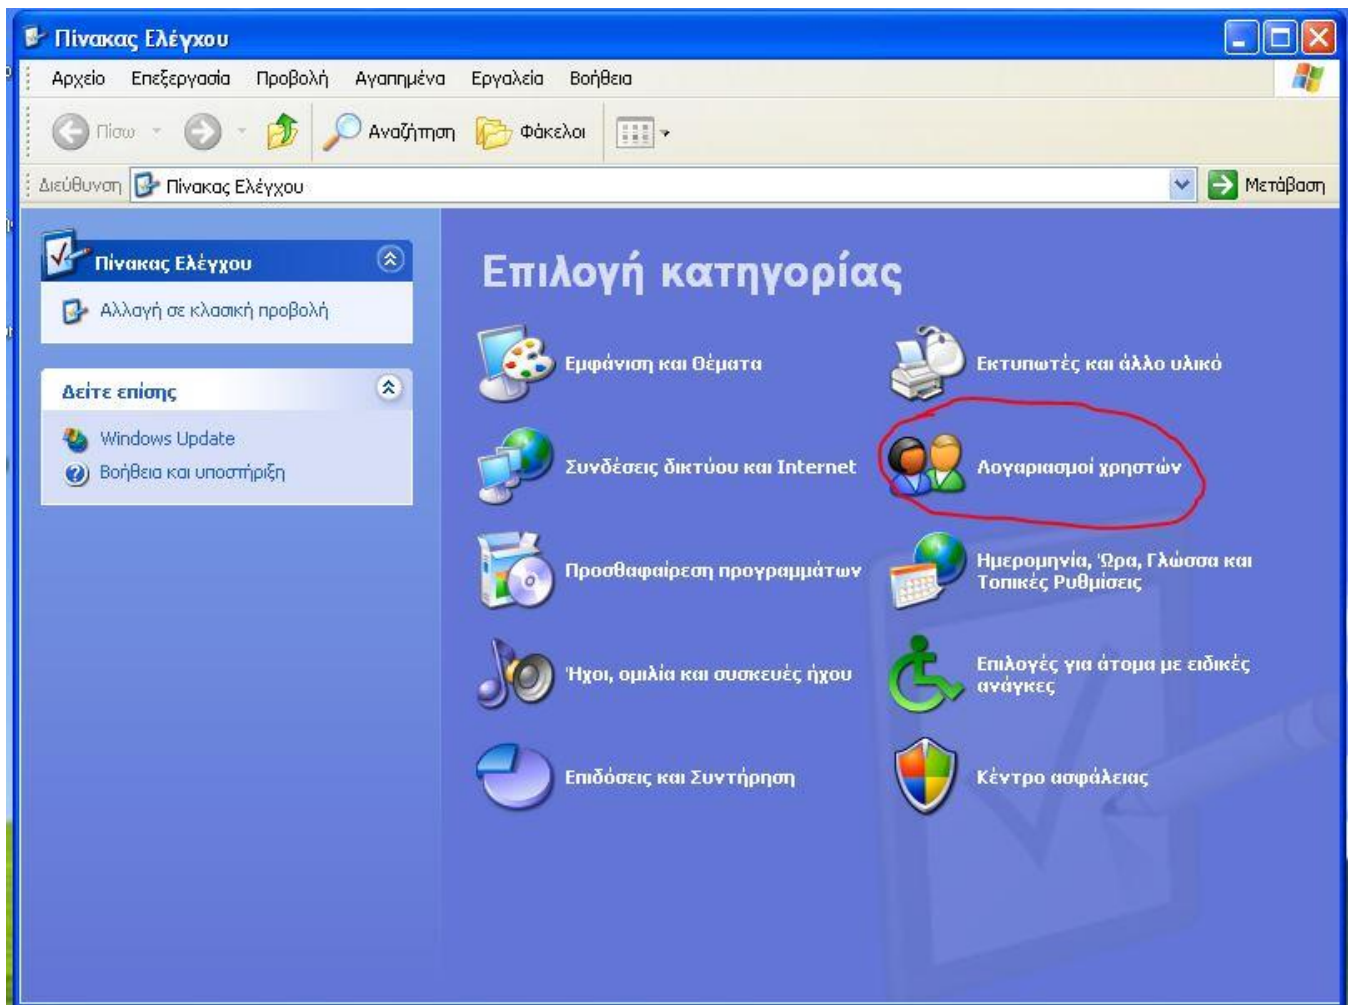 Πίνακας Ελέγχου
Αρχείο Επεξεργασία Προβολή Αγαπημένα Εργαλεία Βοήθεια
Πίσω Αναζήτηση Φάκελοι
Διεύθυνση Πίνακας Ελέγχου Μετάβαση
Πίνακας Ελέγχου
Αλλαγή σε κλασική προβολή
Δείτε επίσης
Windows Update
Βοήθεια και υποστήριξη
Επιλογή κατηγορίας
Εμφάνιση και Θέματα
Εκτυπωτές και άλλο υλικό
Συνδέσεις δικτύου και Internet
Λογαριασμοί χρηστών
Προσθαφαίρεση προγραμμάτων
Ημερομηνία, Ώρα, Γλώσσα και
Τοπικές Ρυθμίσεις
Ήχοι, ομιλία και συσκευές ήχου
Επιλογές για άτομα με ειδικές
ανάγκες
Επιδόσεις και Συντήρηση
Κέντρο ασφάλειας